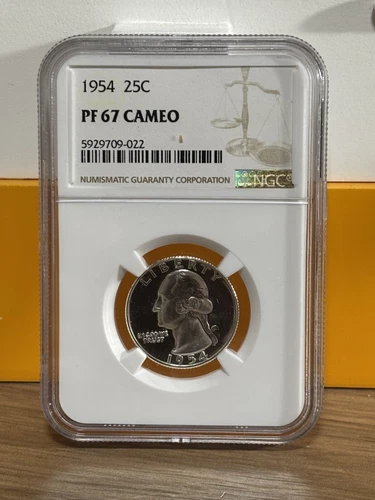 1954 25C
PF 67 CAMEO
5929709-022
NUMISMATIC GUARANTY CORPORATION
NGC
LIBERTY
IN GOD WE
TRUST
1954